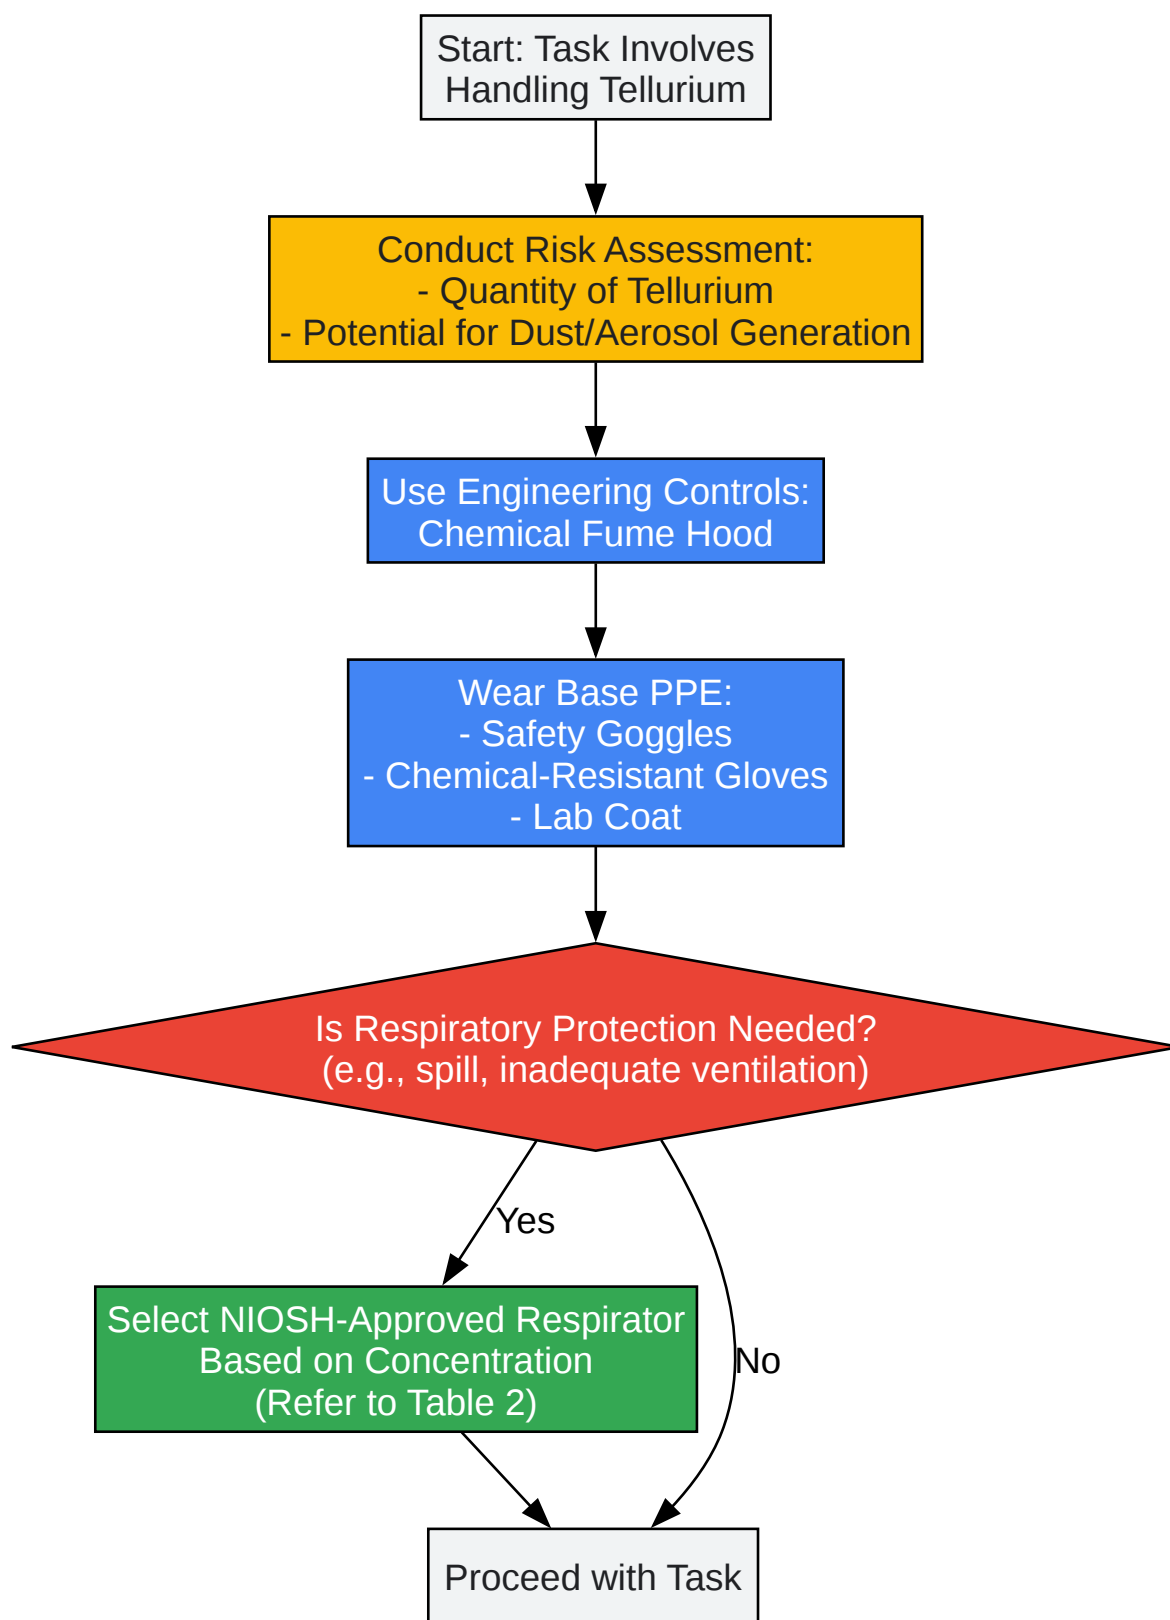 Start: Task Involves
Handling Tellurium
Conduct Risk Assessment:
- Quantity of Tellurium
- Potential for Dust/Aerosol Generation
Use Engineering Controls:
Chemical Fume Hood
Wear Base PPE:
- Safety Goggles
- Chemical-Resistant Gloves
- Lab Coat
Is Respiratory Protection Needed?
(e.g., spill, inadequate ventilation)
Yes
Select NIOSH-Approved Respirator
Based on Concentration
(Refer to Table 2)
No
Proceed with Task